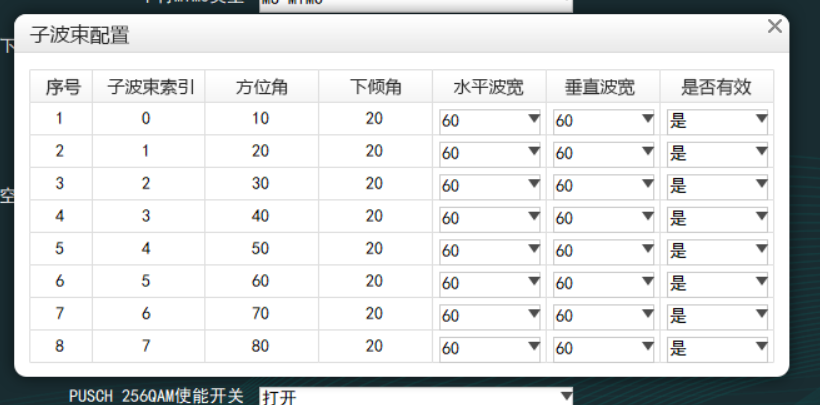 MU MIMO
子波束配置
下
序号 子波束索引 方位角 下倾角 水平波宽 垂直波宽 是否有效
1 0 10 20 60 60 是
2 1 20 20 60 60 是
空
3 2 30 20 60 60 是
4 3 40 20 60 60 是
5 4 50 20 60 60 是
6 5 60 20 60 60 是
7 6 70 20 60 60 是
8 7 80 20 60 60 是
PUSCH 256QAM使能开关 打开